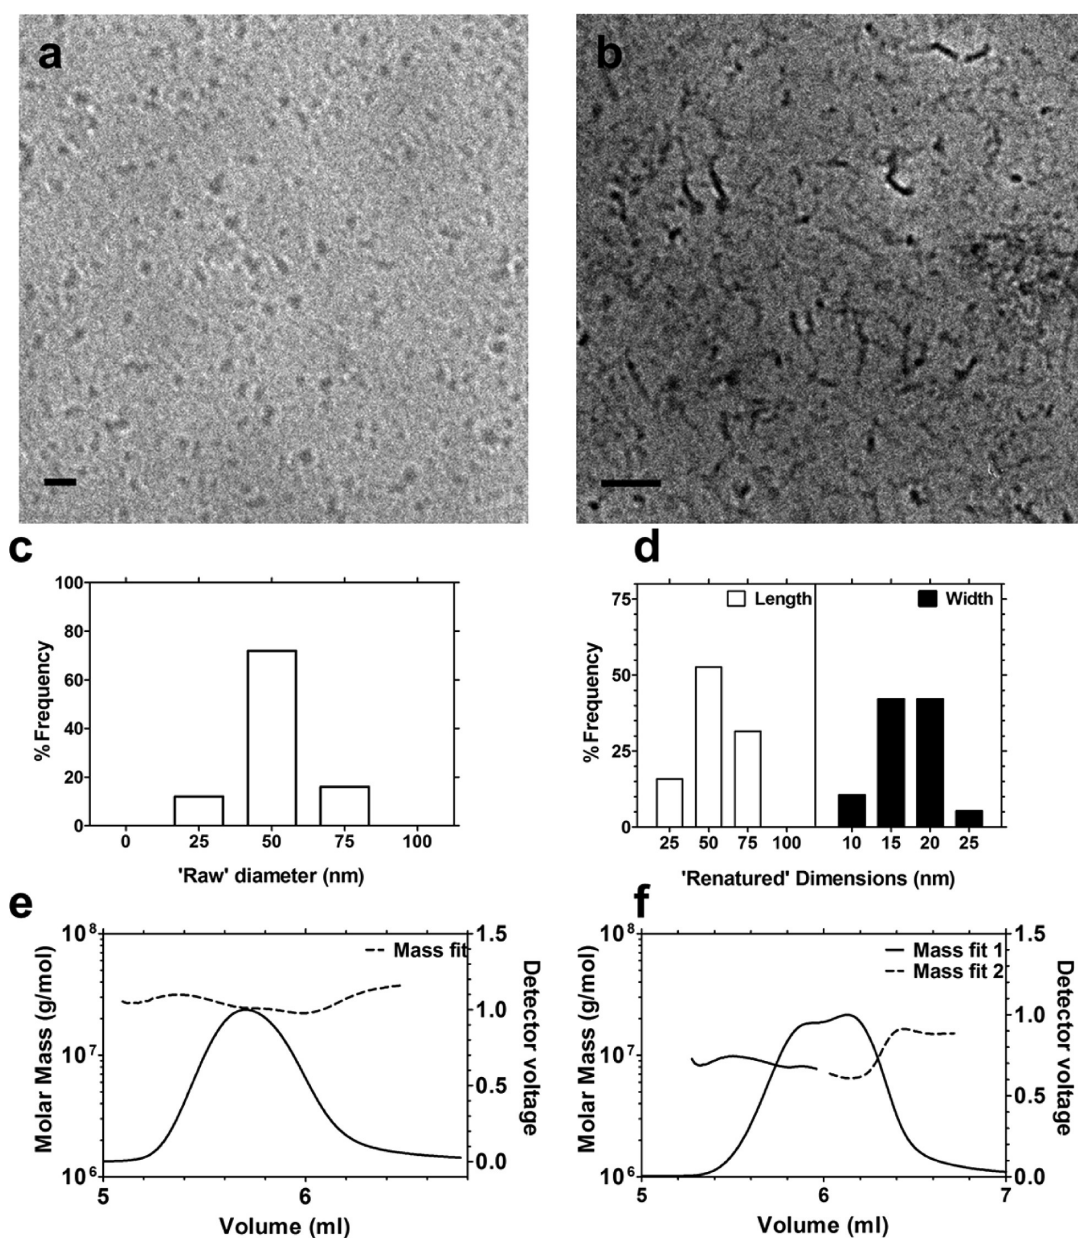 a
b
c
100
80
60
40
20
0
% Frequency
0 25 50 75 100
'Raw' diameter (nm)
d
75
50
25
0
% Frequency
Length
Width
25 50 75 100 10 15 20 25
'Renatured' Dimensions (nm)
e
10⁸
10⁷
10⁶
Molar Mass (g/mol)
Mass fit
1.5
1.0
0.5
0.0
Detector voltage
5 6
Volume (ml)
f
10⁸
10⁷
10⁶
Molar Mass (g/mol)
Mass fit 1
Mass fit 2
1.5
1.0
0.5
0.0
Detector voltage
5 6 7
Volume (ml)